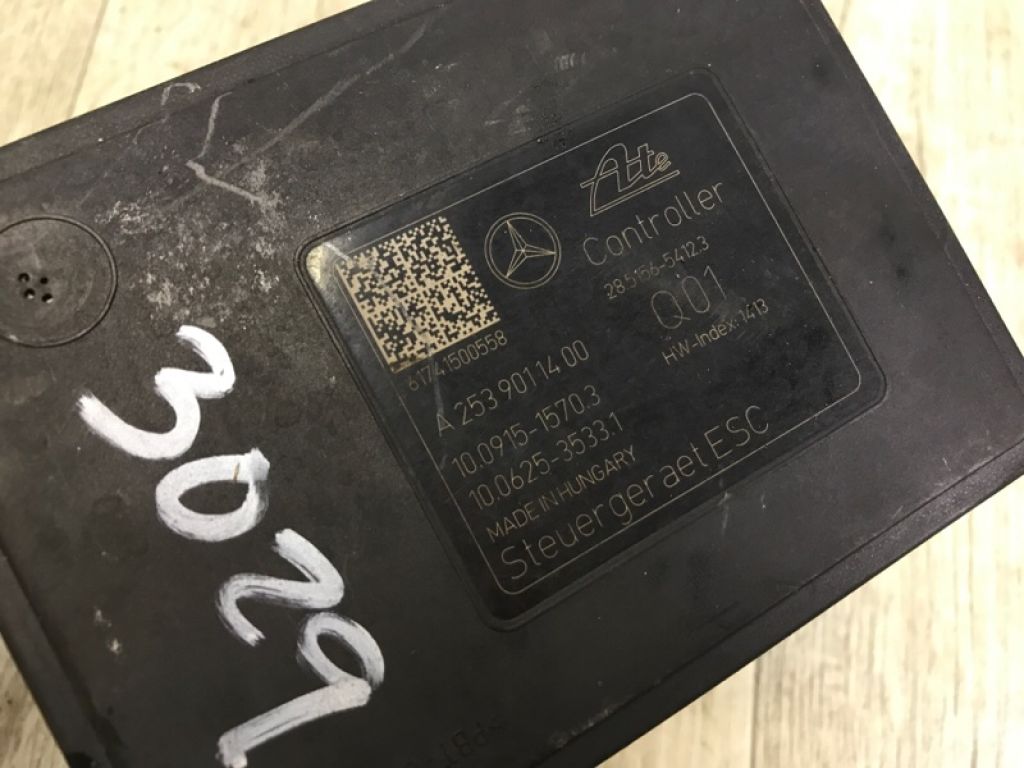 Ate
Controller
28.5156-5412.3
Q01
HW-Index:1413
61741500558
A 253 901 14 00
10.0915-1570.3
10.0625-3533.1
MADE IN HUNGARY
Steuergeraet ESC
3029